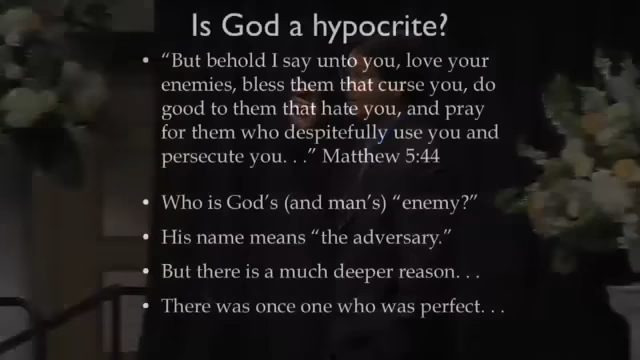 Is God a hypocrite?
• “But behold I say unto you, love your
enemies, bless them that curse you, do
good to them that hate you, and pray
for them who despitefully use you and
persecute you. . .” Matthew 5:44
• Who is God’s (and man’s) “enemy?”
• His name means “the adversary.”
• But there is a much deeper reason. . .
• There was once one who was perfect. . .